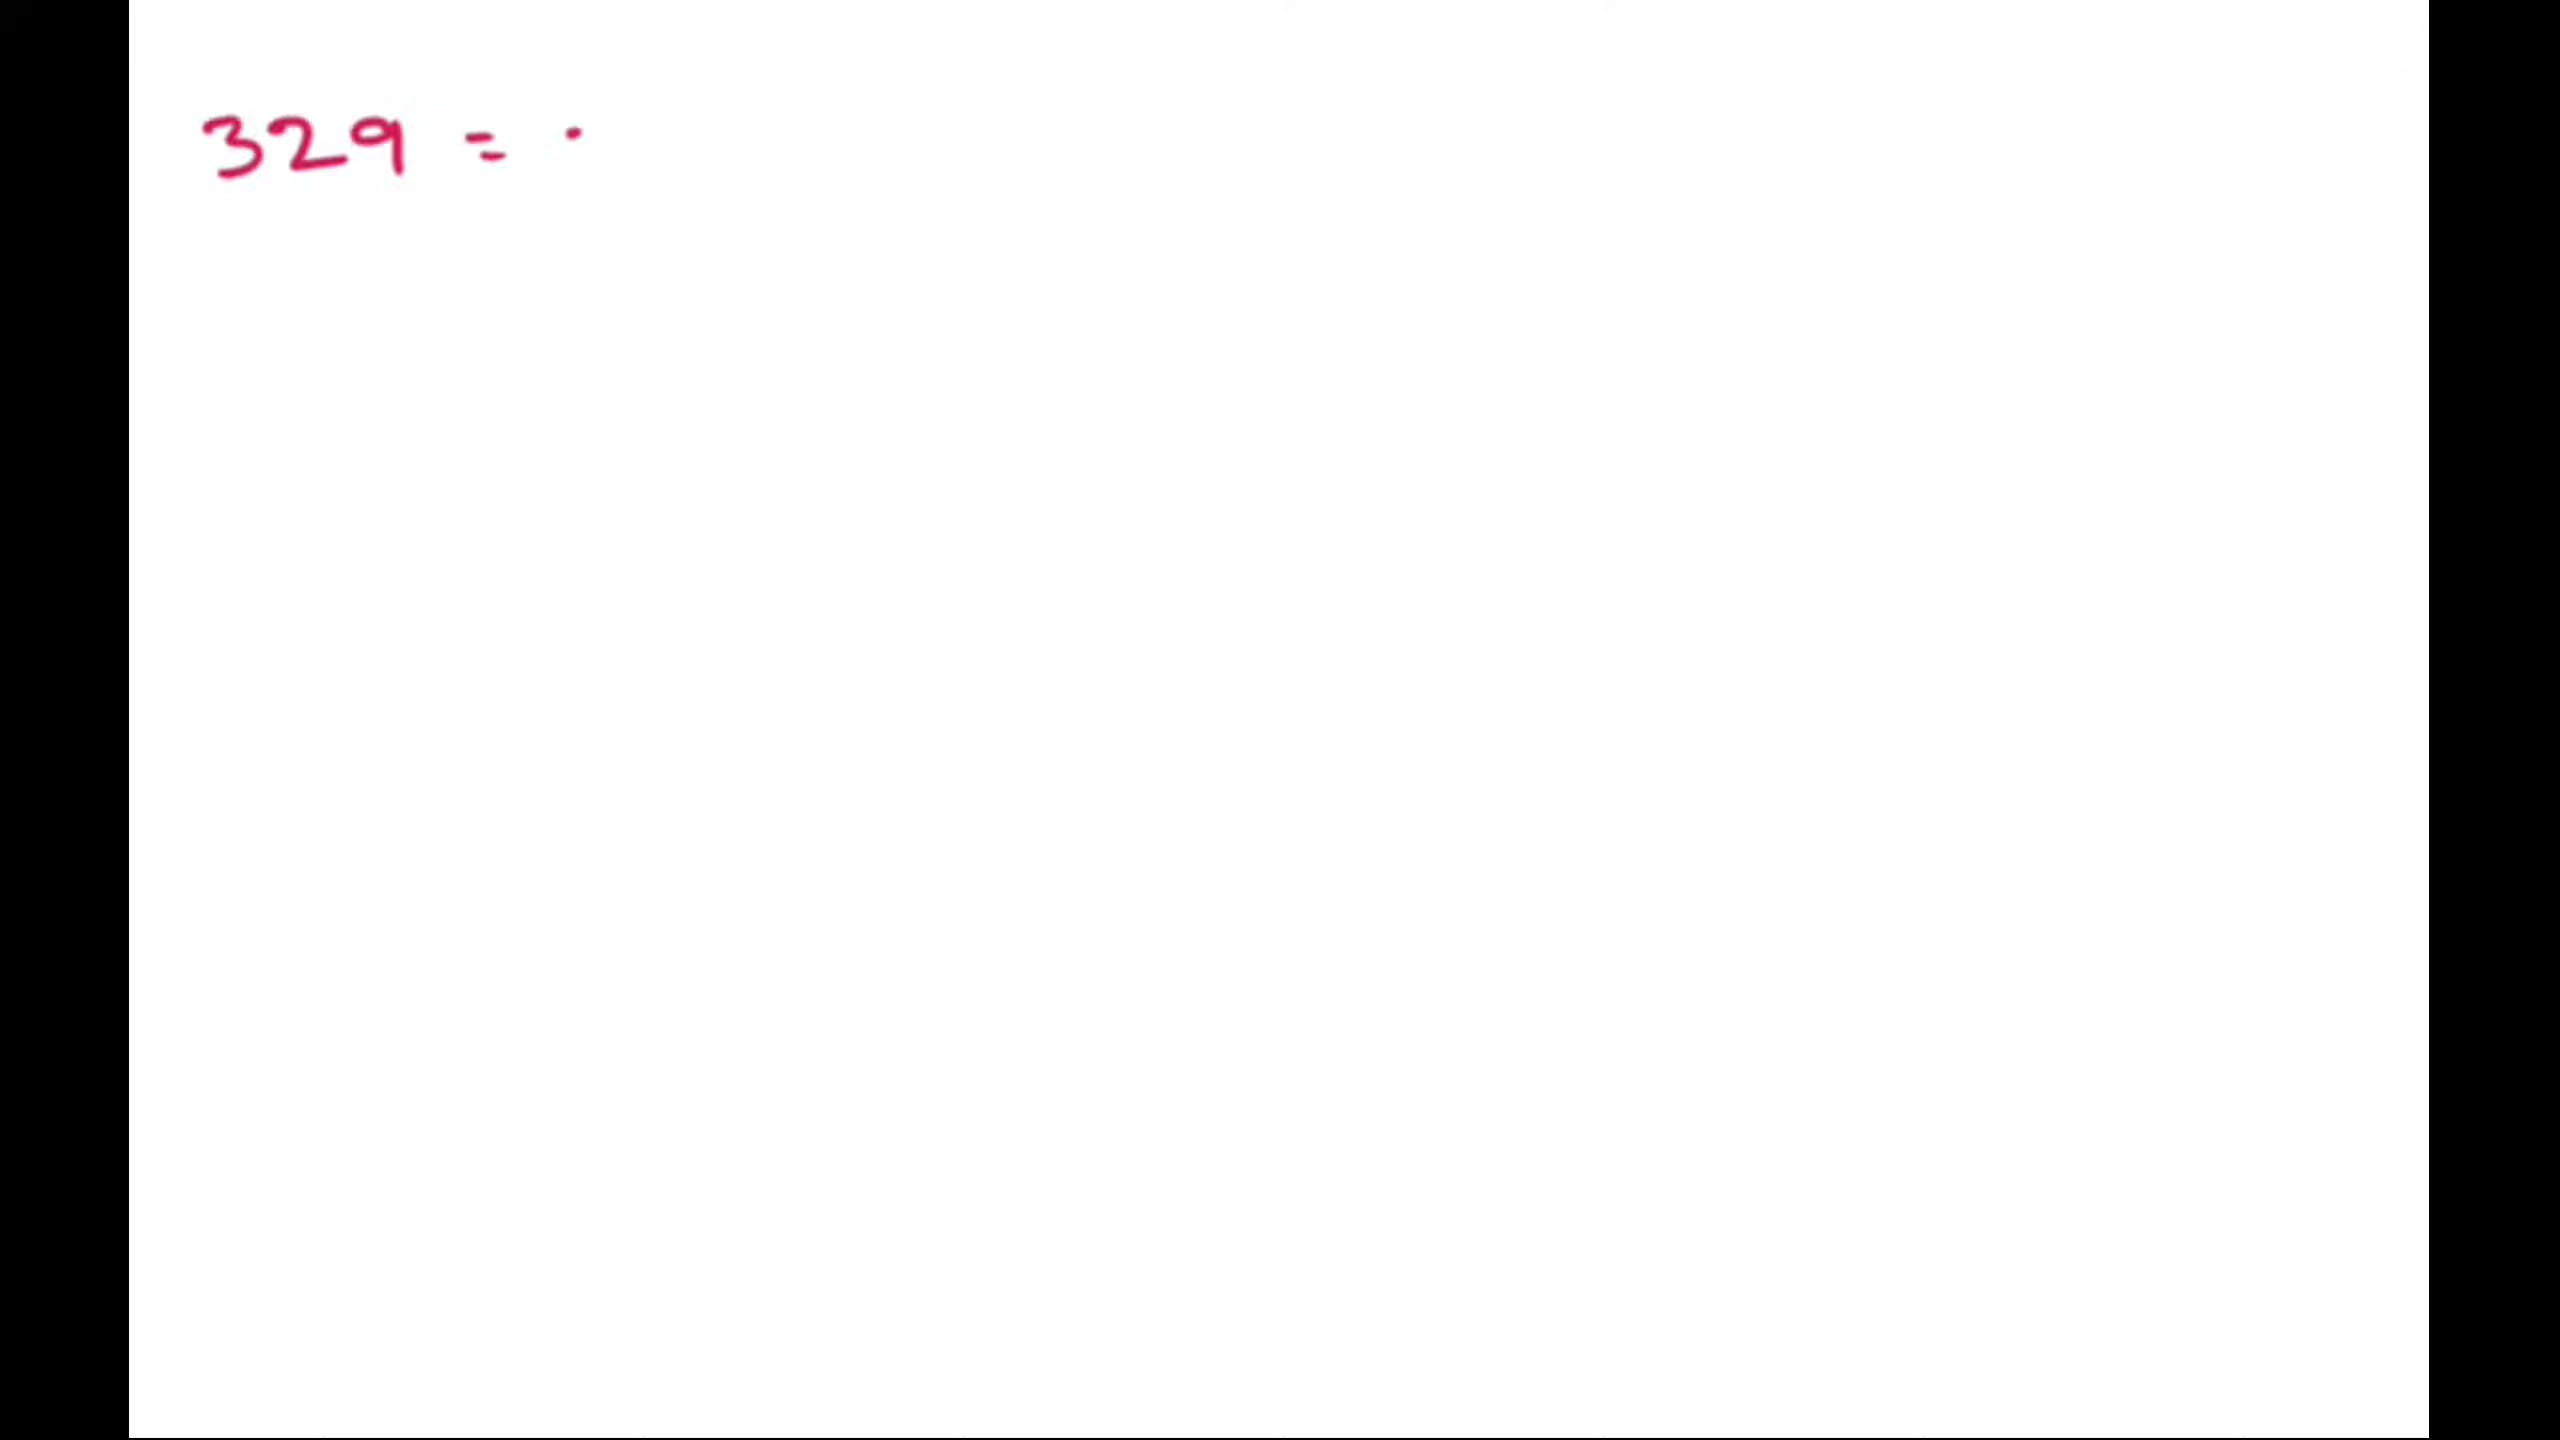 329 =